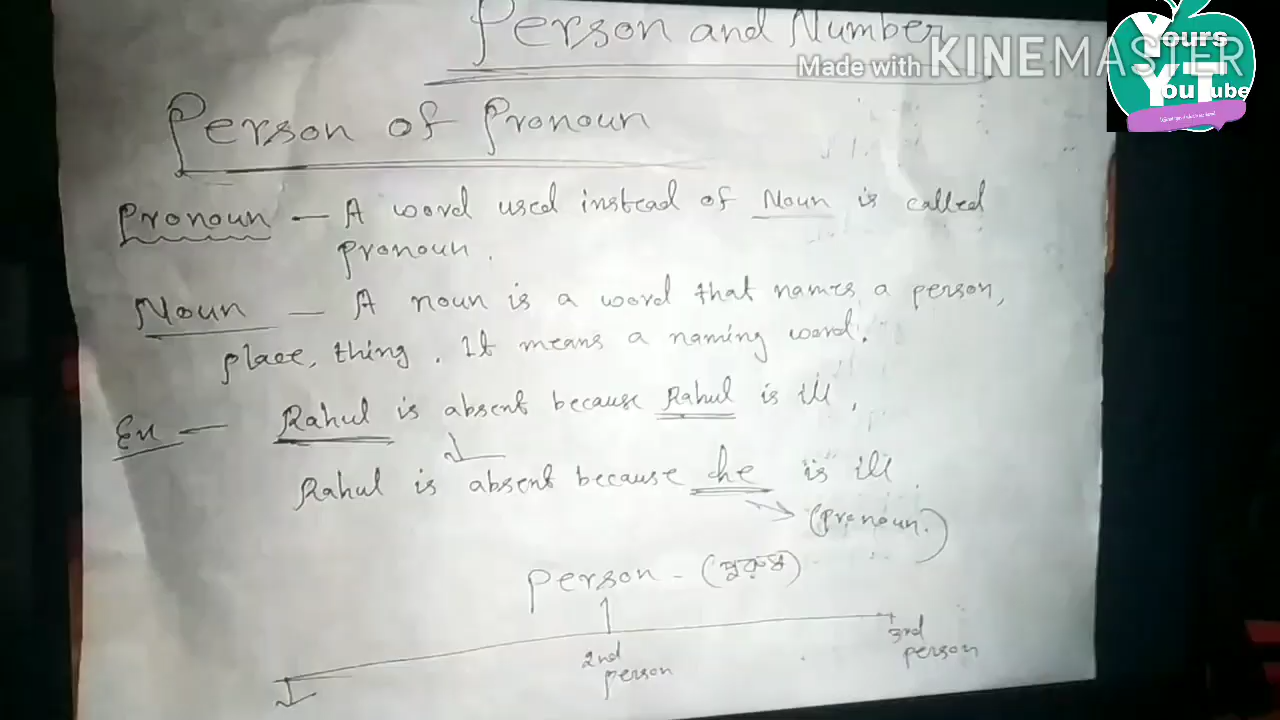 Person and Number
Made with KINEMASTER
Yours
YouTube
Person of Pronoun
Pronoun — A word used instead of Noun is called
pronoun.
Noun — A noun is a word that names a person,
place, thing. It means a naming word.
Ex — Rahul is absent because Rahul is ill.
Rahul is absent because he is ill.
(Pronoun.)
Person - (পুরুষ)
2nd
person
3rd
person